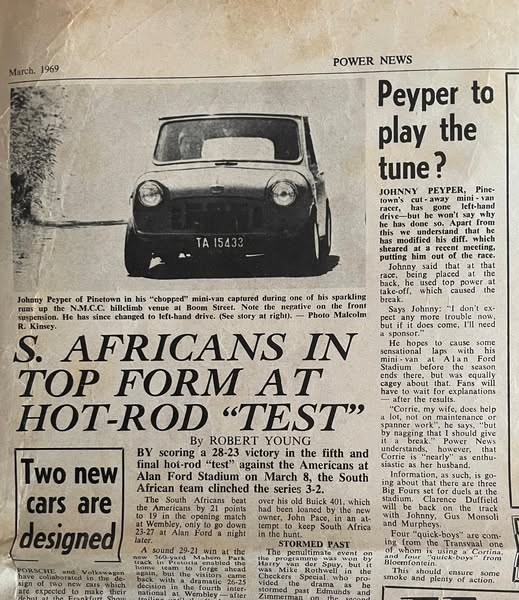 March, 1969
POWER NEWS
TA 15433
Johnny Peyper of Pinetown in his "chopped" mini-van captured during one of his sparkling
runs up the N.M.C.C. hillclimb venue at Boom Street. Note the negative on the front
suspension. He has since changed to left-hand drive. (See story at right). — Photo Malcolm
R. Kinsey.
Peyper to
play the
tune?
JOHNNY PEYPER, Pine-
town's cut-away mini-van
racer, has gone left-hand
drive—but he won't say why
he has done so. Apart from
this we understand that he
has modified his diff. which
sheared at a recent meeting,
putting him out of the race.
Johnny said that at that
race, being placed at the
back, he used top power at
take-off, which caused the
break.
Says Johnny: "I don't ex-
pect any more trouble now,
but if it does come, I'll need
a sponsor."
He hopes to cause some
sensational laps with his
mini-van at Alan Ford
Stadium before the season
ends there, but was equally
cagey about that. Fans will
have to wait for explanations
— after the results.
"Corrie, my wife, does help
a lot, not on maintenance or
spanner work", he says, "but
by nagging that I should give
it a break." Power News
understands, however, that
Corrie is "nearly" as enthu-
siastic as her husband.
Information, as such, is go-
ing about that there are three
Big Fours set for duels at the
stadium. Clarence Duffield
will be back on the track
with Johnny, Gus Monsoli
and Murpheys.
Four "quick-boys" are com-
ing from the Transvaal one
of whom is using a Cortina,
and four "quick-boys" from
Bloemfontein.
This should ensure some
smoke and plenty of action.
S. AFRICANS IN
TOP FORM AT
HOT-ROD "TEST"
By ROBERT YOUNG
BY scoring a 28-23 victory in the fifth and
final hot-rod "test" against the Americans at
Alan Ford Stadium on March 8, the South
African team clinched the series 3-2.
The South Africans beat
the Americans by 21 points
to 19 in the opening match
at Wembley, only to go down
23-27 at Alan Ford a night
later.
A sound 29-21 win at the
new 360-yard Mahem Park
track in Pretoria enabled the
home team to forge ahead
again, but the visitors came
back with a dramatic 26-25
decision in the fourth inter-
national at Wembley—after
over his old Buick 401, which
had been loaned by the new
owner, John Pace, in an at-
tempt to keep South Africa
in the hunt.
STORMED PAST
The penultimate event on
the programme was won by
Harry van der Spuy, but it
was Mike Rothwell in the
Checkers Special who pro-
vided the drama as he
stormed past Edmunds and
Zimmerman on the second
Two new
cars are
designed
PORSCHE and Volkswagen
have collaborated in the de-
sign of two new cars which
are expected to make their
debut at the Frankfurt Show